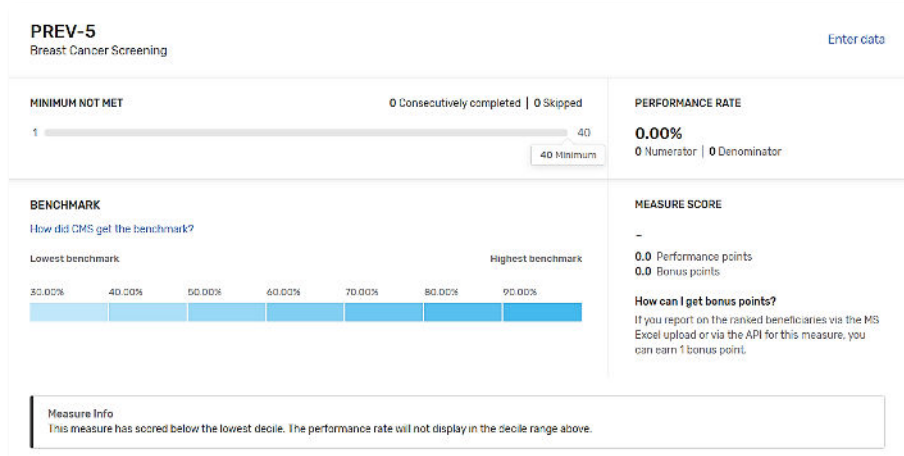 PREV-5
Breast Cancer Screening
Enter data
MINIMUM NOT MET
0 Consecutively completed | 0 Skipped
1
40
40 Minimum
PERFORMANCE RATE
0.00%
0 Numerator | 0 Denominator
BENCHMARK
How did CMS get the benchmark?
Lowest benchmark
Highest benchmark
30.00% 40.00% 50.00% 60.00% 70.00% 80.00% 90.00%
MEASURE SCORE
-
0.0 Performance points
0.0 Bonus points
How can I get bonus points?
If you report on the ranked beneficiaries via the MS
Excel upload or via the API for this measure, you
can earn 1 bonus point.
Measure Info
This measure has scored below the lowest decile. The performance rate will not display in the decile range above.